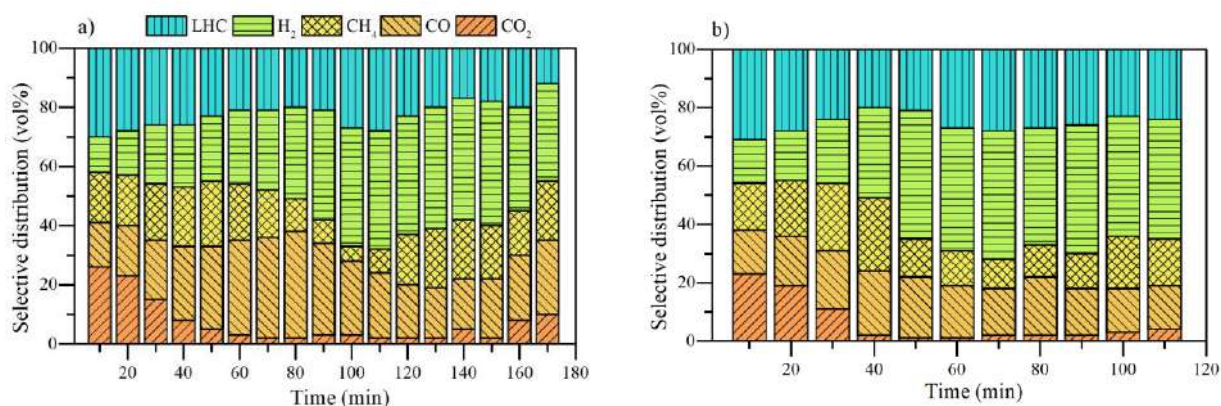 a)
LHC H₂ CH₄ CO CO₂
100
80
60
40
20
0
Selective distribution (vol%)
20 40 60 80 100 120 140 160 180
Time (min)
b)
100
80
60
40
20
0
Selective distribution (vol%)
20 40 60 80 100 120
Time (min)